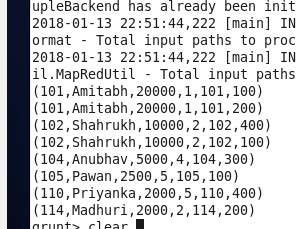 upleBackend has already been init
2018-01-13 22:51:44,222 [main] IN
ormat - Total input paths to proc
2018-01-13 22:51:44,222 [main] IN
il.MapRedUtil - Total input paths
(101,Amitabh,20000,1,101,100)
(101,Amitabh,20000,1,101,200)
(102,Shahrukh,10000,2,102,400)
(102,Shahrukh,10000,2,102,100)
(104,Anubhav,5000,4,104,300)
(105,Pawan,2500,5,105,100)
(110,Priyanka,2000,5,110,400)
(114,Madhuri,2000,2,114,200)
grunt> clear